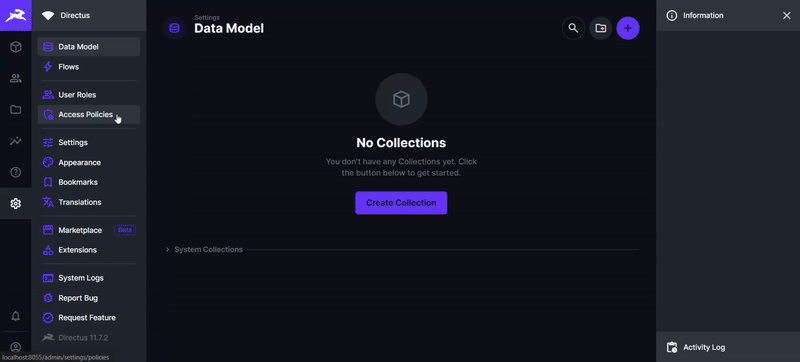 Directus
Data Model
Flows
User Roles
Access Policies
Settings
Appearance
Bookmarks
Translations
Marketplace Beta
Extensions
System Logs
Report Bug
Request Feature
Directus 11.7.2
localhost:8055/admin/settings/policies
Settings
Data Model
No Collections
You don't have any Collections yet. Click
the button below to get started.
Create Collection
System Collections
Information
Activity Log